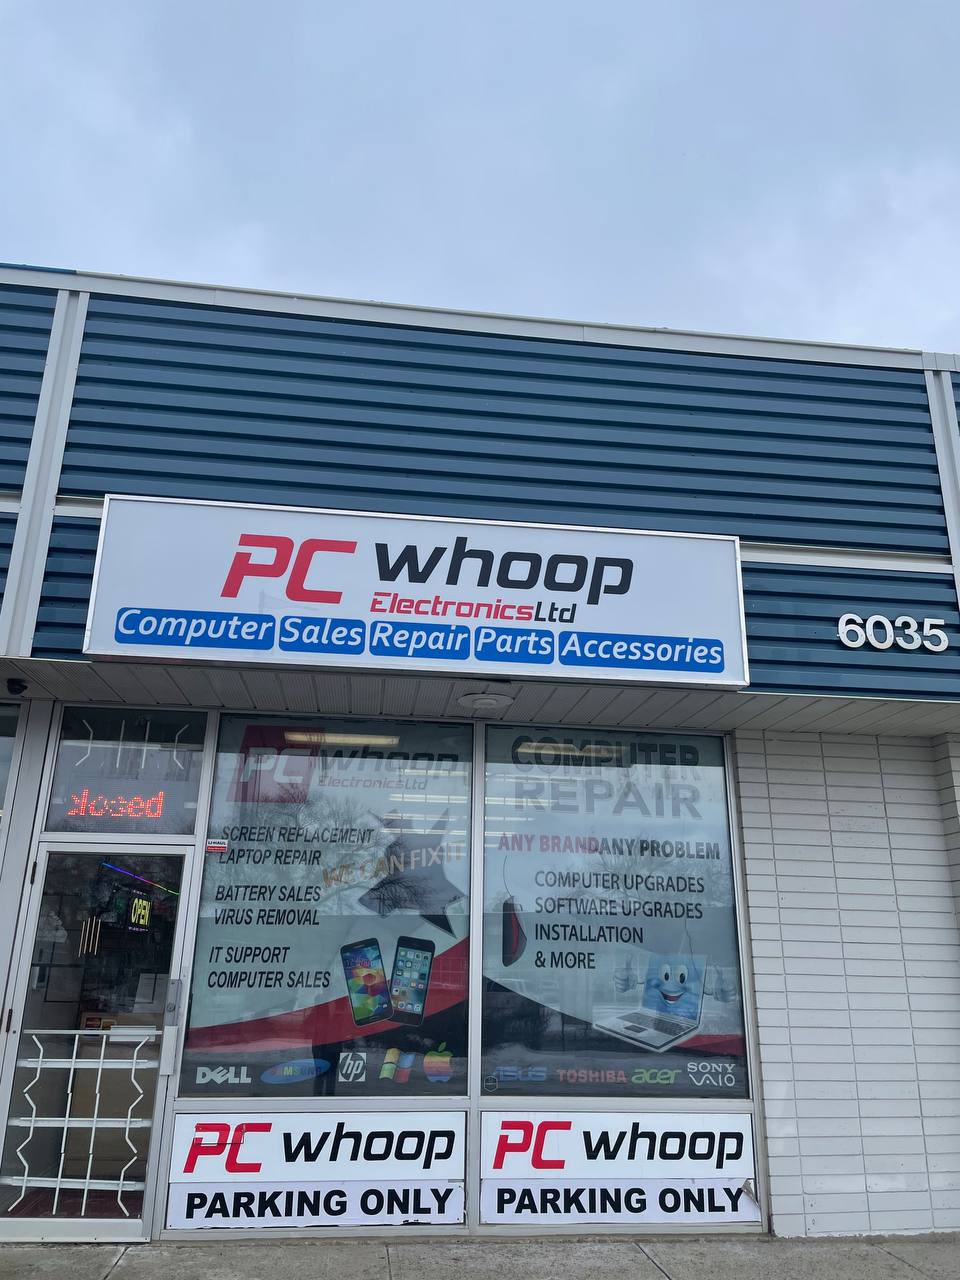 PC whoop
Electronics Ltd
Computer Sales Repair Parts Accessories
6035
closed
OPEN
PC whoop
Electronics Ltd
SCREEN REPLACEMENT
LAPTOP REPAIR
WE CAN FIX IT
BATTERY SALES
VIRUS REMOVAL
IT SUPPORT
COMPUTER SALES
DELL SAMSUNG hp
U-HAUL
COMPUTER
REPAIR
ANY BRAND ANY PROBLEM
COMPUTER UPGRADES
SOFTWARE UPGRADES
INSTALLATION
& MORE
ASUS TOSHIBA acer SONY
VAIO
PC whoop
PARKING ONLY
PC whoop
PARKING ONLY